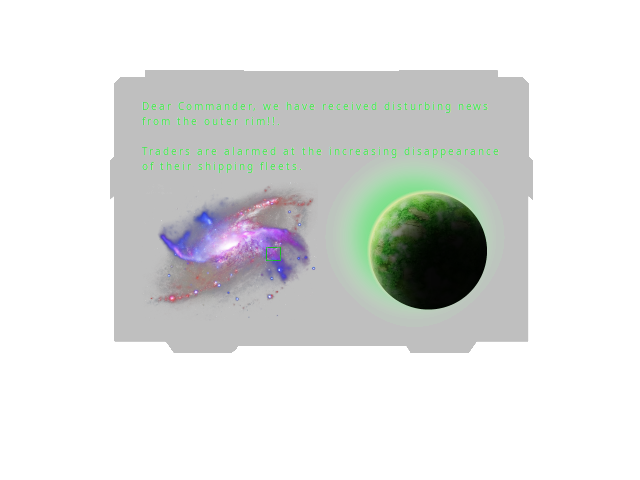 Dear Commander, we have received disturbing news
from the outer rim!!
Traders are alarmed at the increasing disappearance
of their shipping fleets.